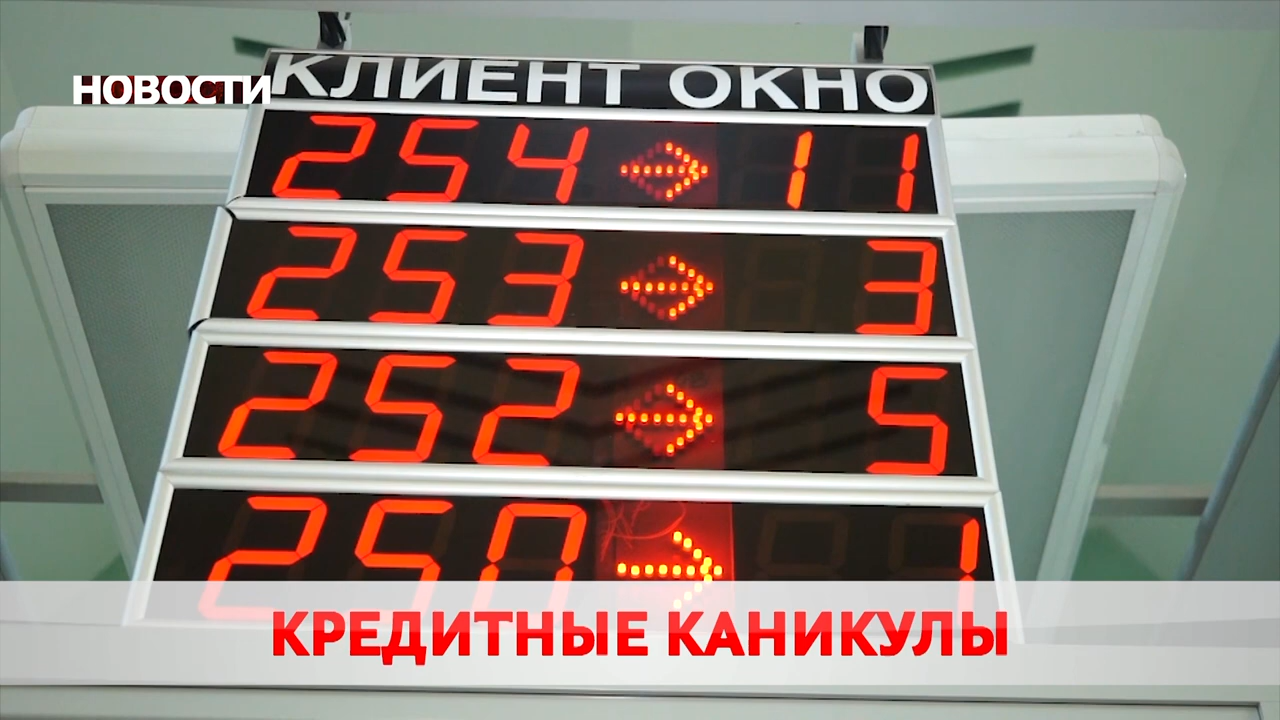 НОВОСТИ
КЛИЕНТ ОКНО
254 → 11
253 → 3
252 → 5
250 → 1
КРЕДИТНЫЕ КАНИКУЛЫ